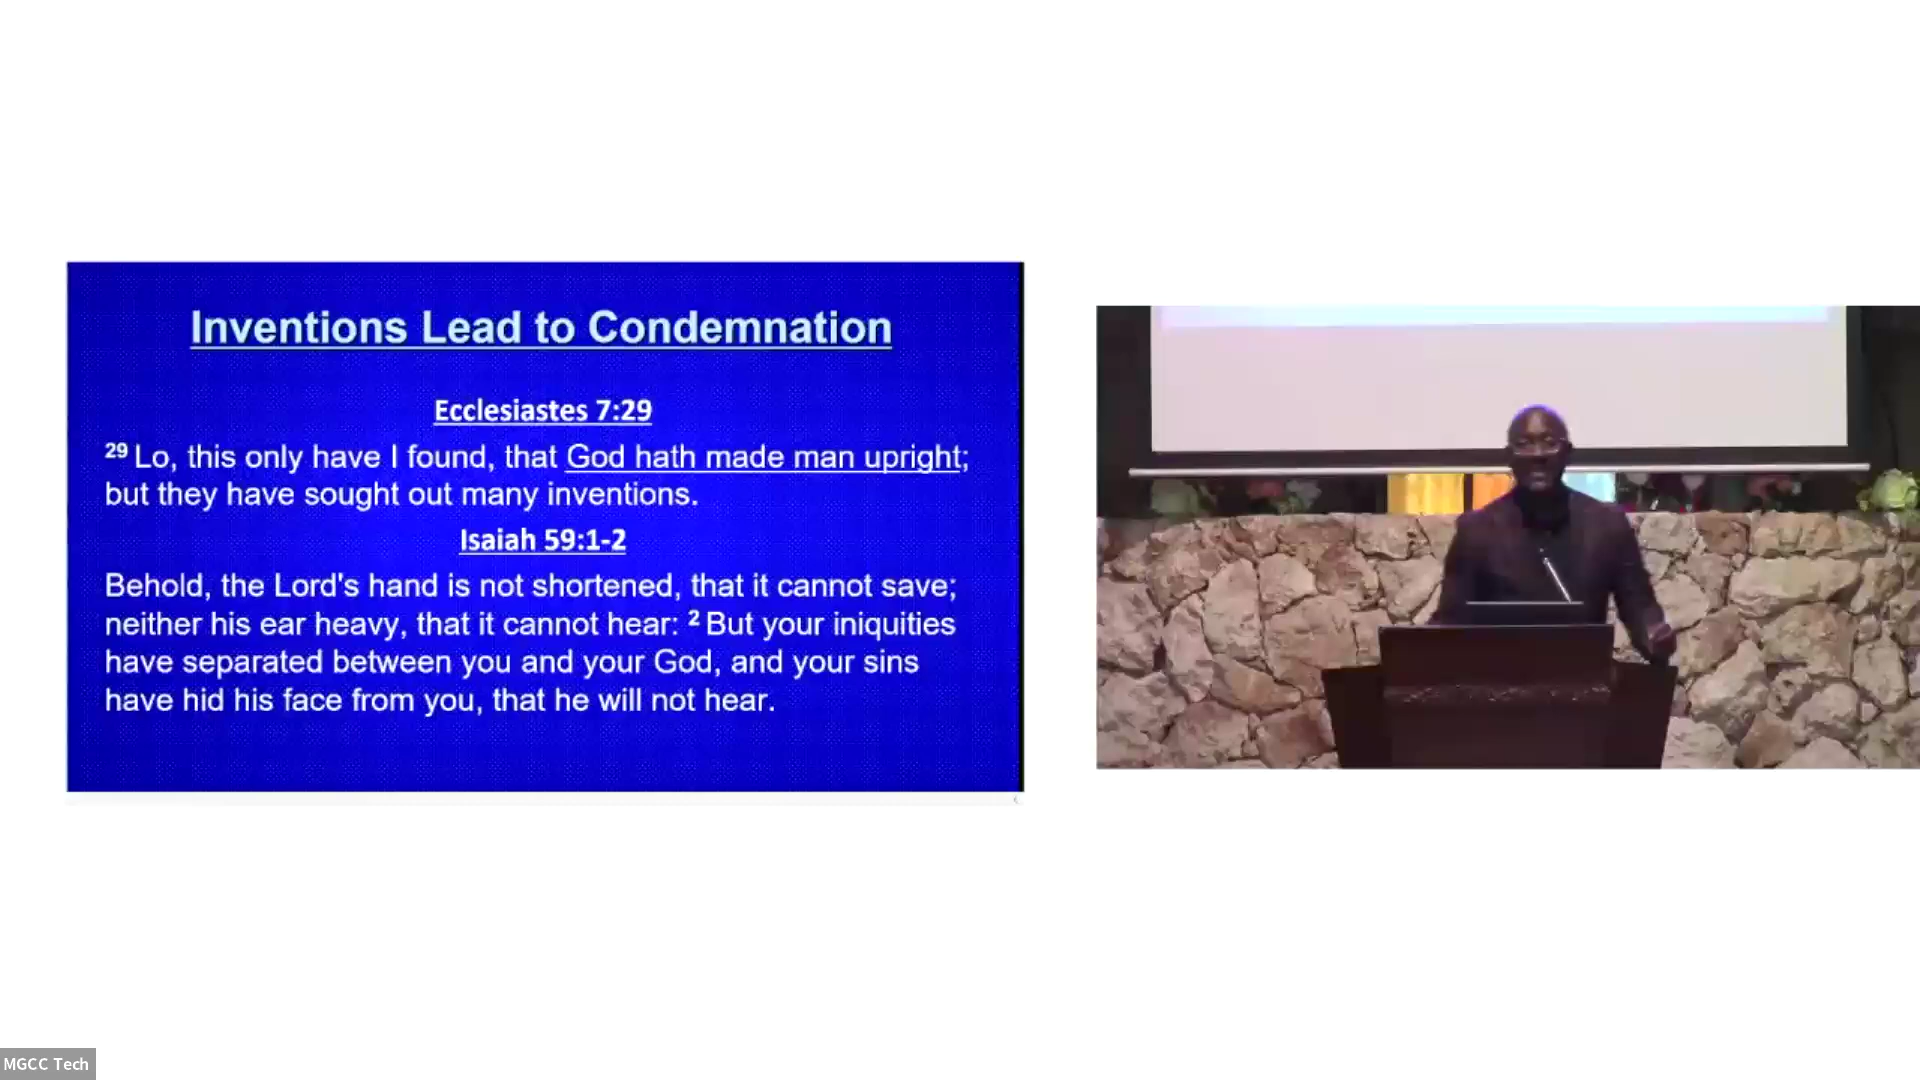 Inventions Lead to Condemnation
Ecclesiastes 7:29
29 Lo, this only have I found, that God hath made man upright;
but they have sought out many inventions.
Isaiah 59:1-2
Behold, the Lord's hand is not shortened, that it cannot save;
neither his ear heavy, that it cannot hear: 2 But your iniquities
have separated between you and your God, and your sins
have hid his face from you, that he will not hear.
MGCC Tech